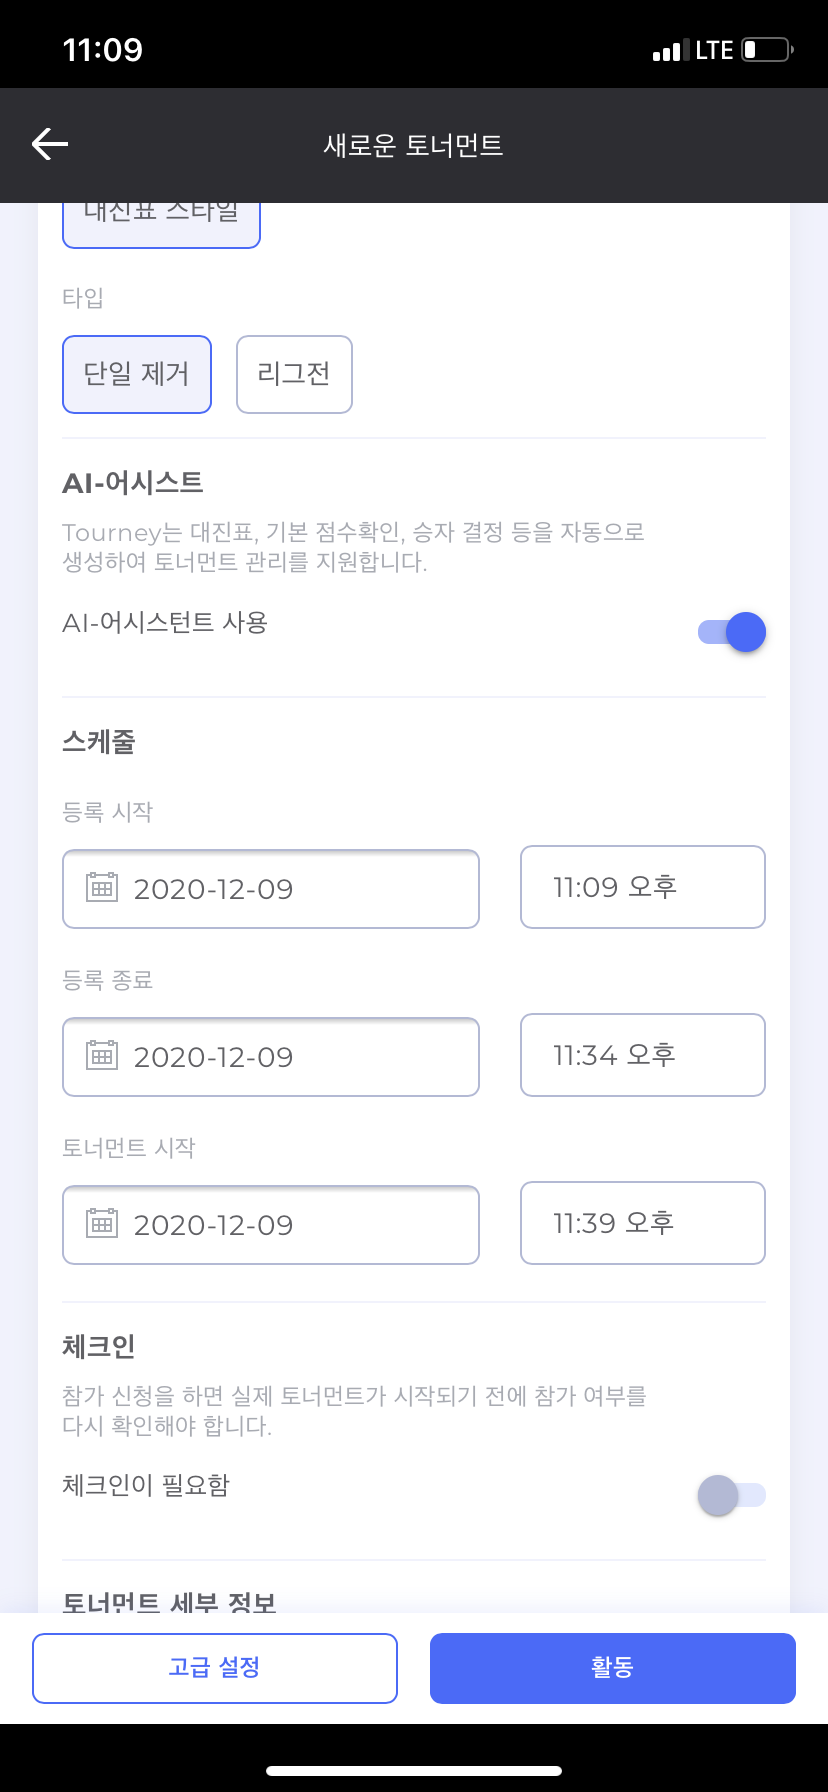 11:09
LTE
새로운 토너먼트
대진표 스타일
타입
단일 제거
리그전
AI-어시스트
Tourney는 대진표, 기본 점수확인, 승자 결정 등을 자동으로
생성하여 토너먼트 관리를 지원합니다.
AI-어시스턴트 사용
스케줄
등록 시작
2020-12-09
11:09 오후
등록 종료
2020-12-09
11:34 오후
토너먼트 시작
2020-12-09
11:39 오후
체크인
참가 신청을 하면 실제 토너먼트가 시작되기 전에 참가 여부를
다시 확인해야 합니다.
체크인이 필요함
토너먼트 세부 정보
고급 설정
활동